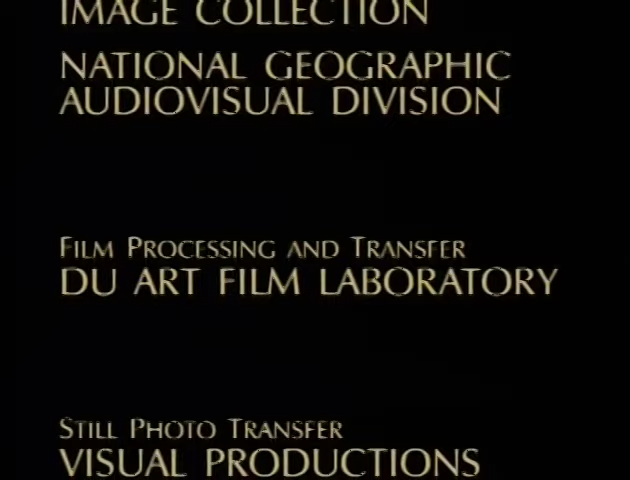 IMAGE COLLECTION
NATIONAL GEOGRAPHIC
AUDIOVISUAL DIVISION
FILM PROCESSING AND TRANSFER
DU ART FILM LABORATORY
STILL PHOTO TRANSFER
VISUAL PRODUCTIONS